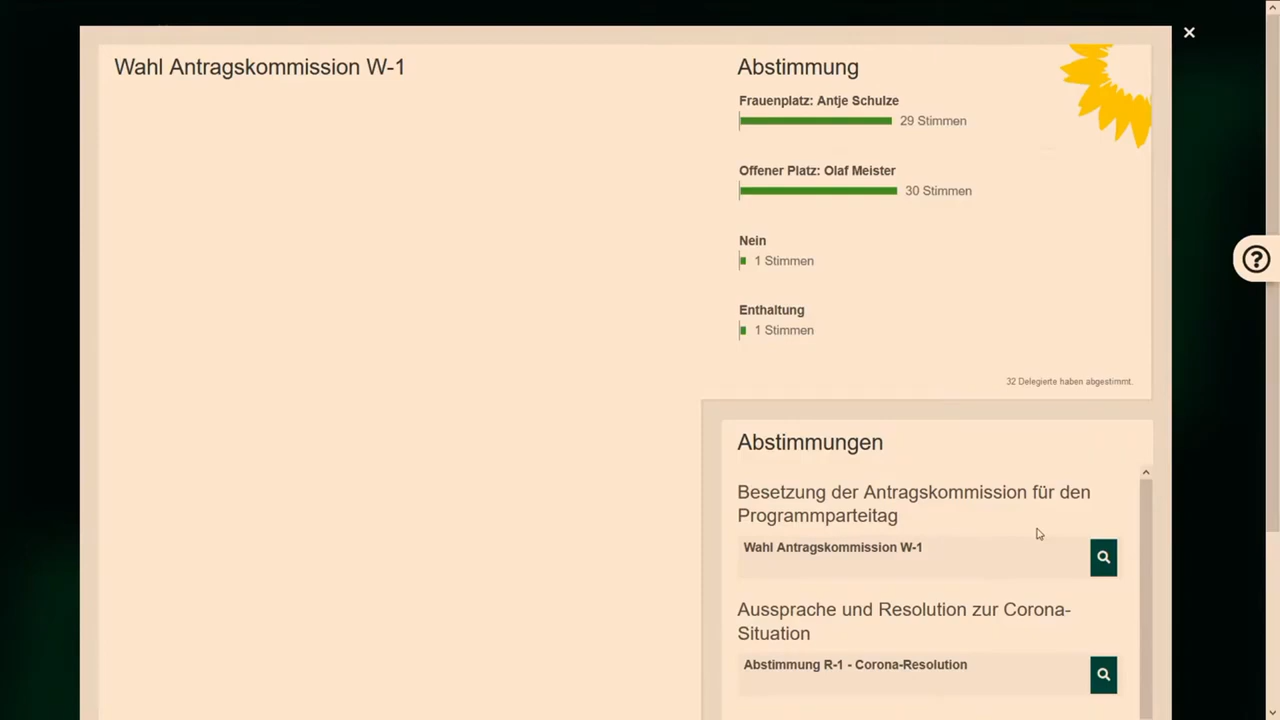 Wahl Antragskommission W-1
Abstimmung
Frauenplatz: Antje Schulze
29 Stimmen
Offener Platz: Olaf Meister
30 Stimmen
Nein
1 Stimmen
Enthaltung
1 Stimmen
32 Delegierte haben abgestimmt.
Abstimmungen
Besetzung der Antragskommission für den
Programmparteitag
Wahl Antragskommission W-1
Aussprache und Resolution zur Corona-
Situation
Abstimmung R-1 - Corona-Resolution